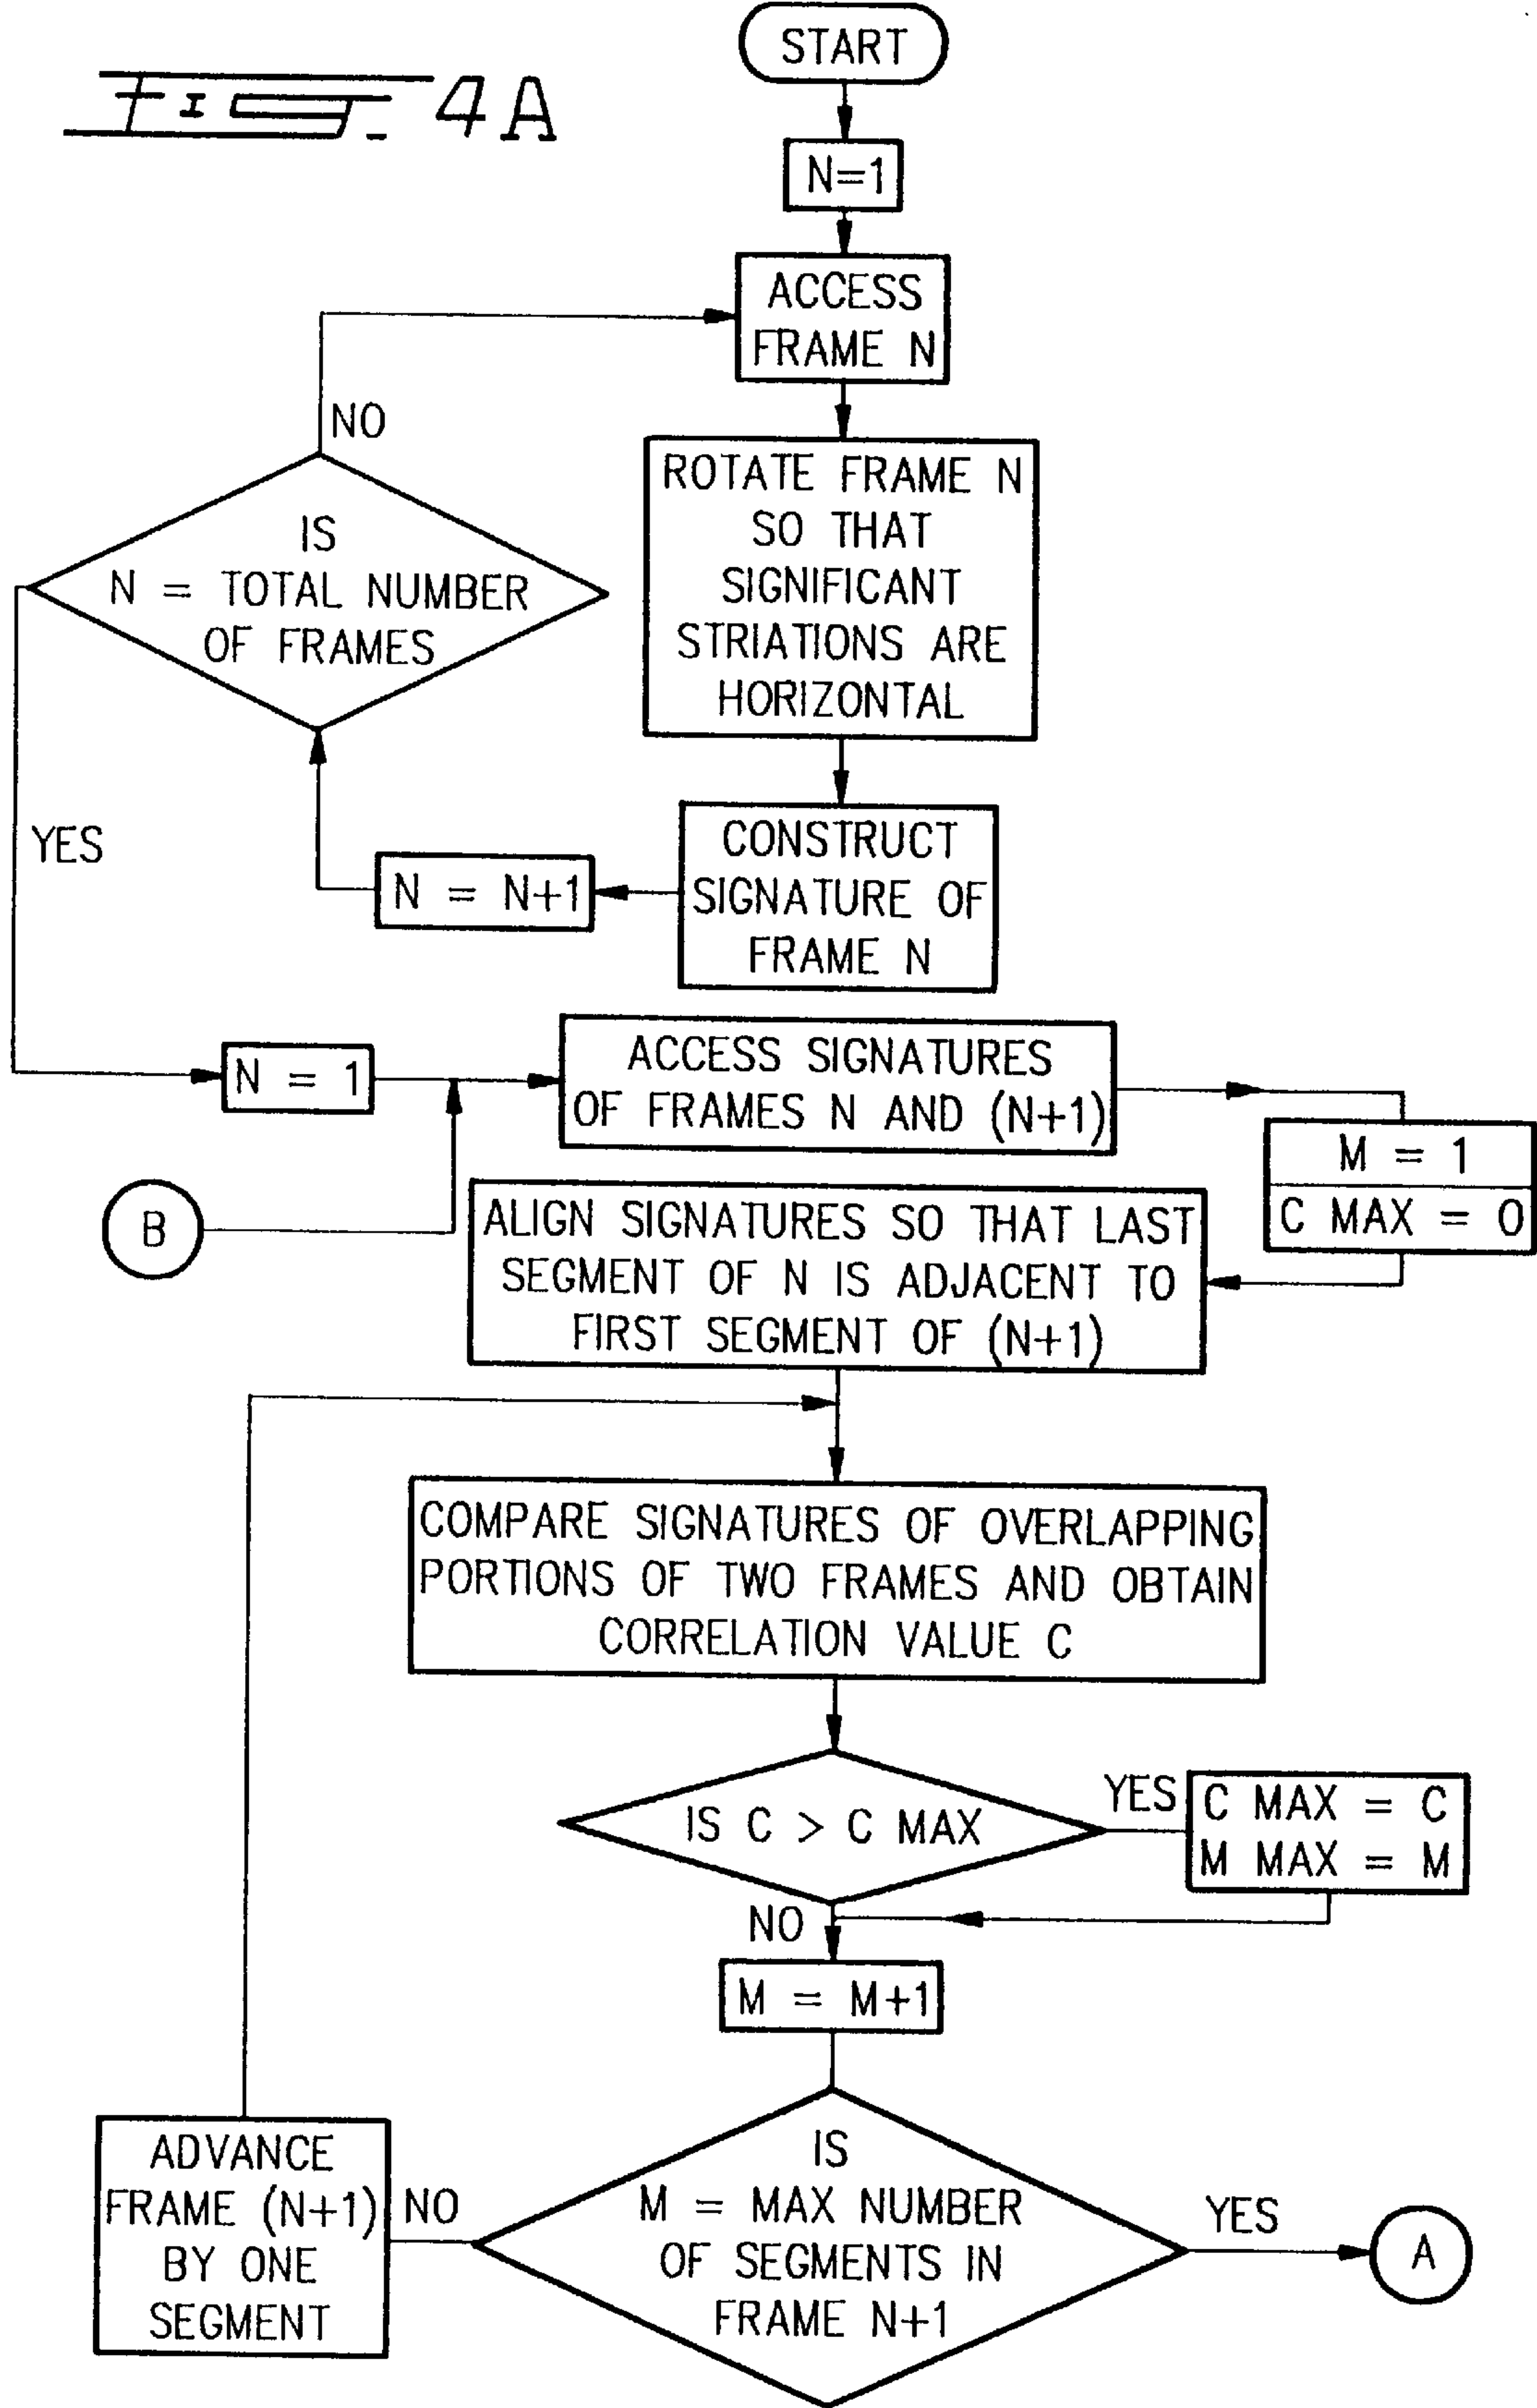 FIG. 4A
START
N=1
ACCESS
FRAME N
NO
ROTATE FRAME N
SO THAT
SIGNIFICANT
STRIATIONS ARE
HORIZONTAL
IS
N = TOTAL NUMBER
OF FRAMES
YES
CONSTRUCT
SIGNATURE OF
FRAME N
N = N+1
N = 1
ACCESS SIGNATURES
OF FRAMES N AND (N+1)
M = 1
C MAX = 0
B
ALIGN SIGNATURES SO THAT LAST
SEGMENT OF N IS ADJACENT TO
FIRST SEGMENT OF (N+1)
COMPARE SIGNATURES OF OVERLAPPING
PORTIONS OF TWO FRAMES AND OBTAIN
CORRELATION VALUE C
IS C > C MAX
YES
C MAX = C
M MAX = M
NO
M = M+1
ADVANCE
FRAME (N+1)
BY ONE
SEGMENT
NO
IS
M = MAX NUMBER
OF SEGMENTS IN
FRAME N+1
YES
A